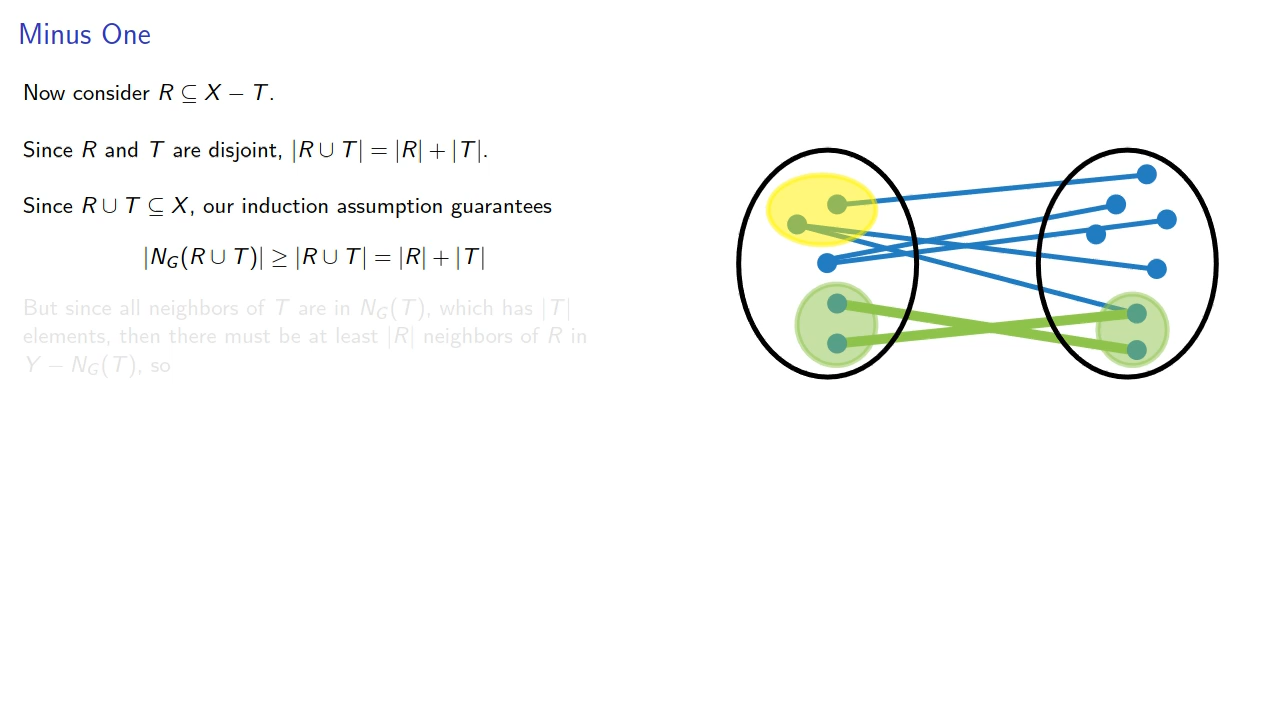 Minus One
Now consider R ⊆ X − T.
Since R and T are disjoint, |R ∪ T| = |R| + |T|.
Since R ∪ T ⊆ X, our induction assumption guarantees
|N_G(R ∪ T)| ≥ |R ∪ T| = |R| + |T|
But since all neighbors of T are in N_G(T), which has |T|
elements, then there must be at least |R| neighbors of R in
Y − N_G(T), so